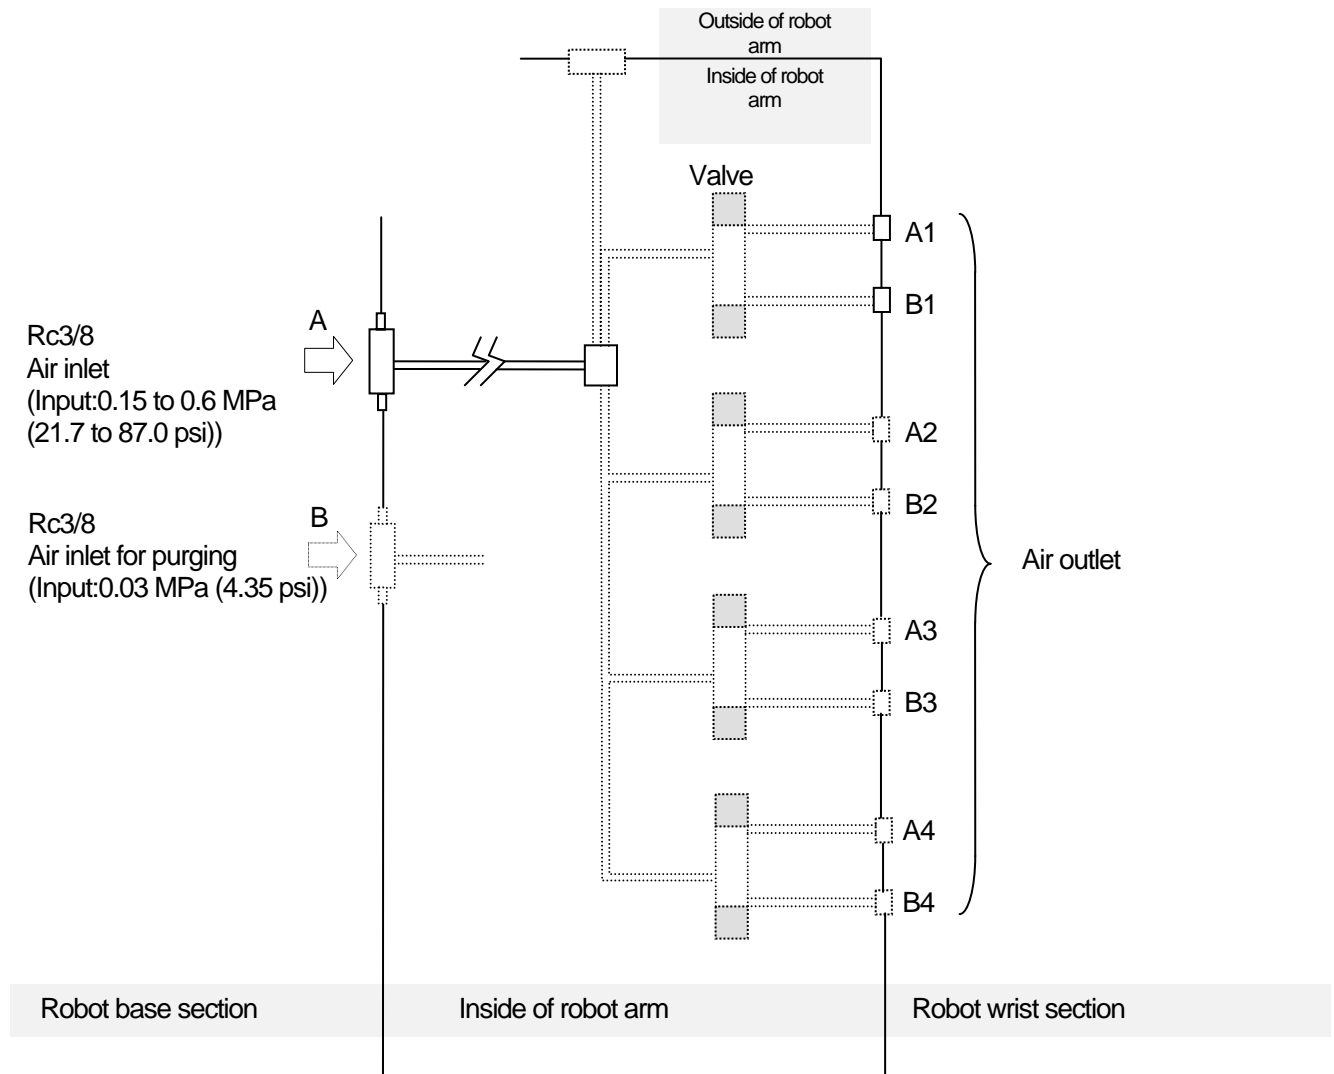 Outside of robot
arm
Inside of robot
arm
Valve
A1
B1
A
Rc3/8
Air inlet
(Input:0.15 to 0.6 MPa
(21.7 to 87.0 psi))
A2
B2
B
Rc3/8
Air inlet for purging
(Input:0.03 MPa (4.35 psi))
Air outlet
A3
B3
A4
B4
Robot base section
Inside of robot arm
Robot wrist section